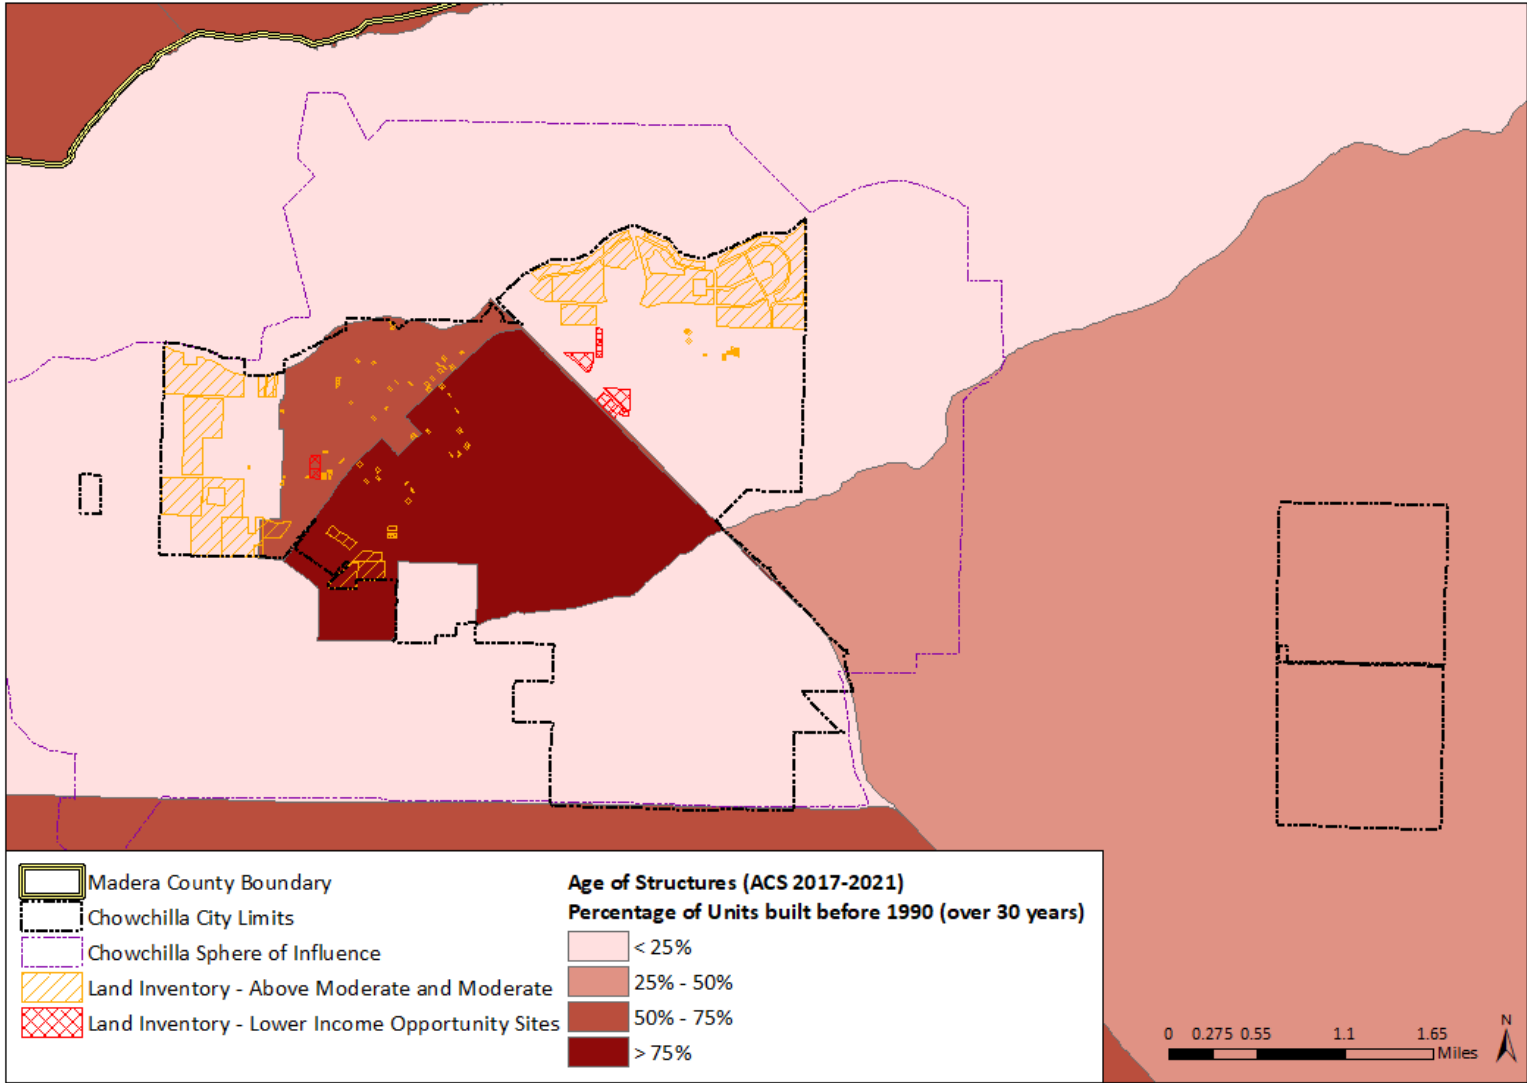 Madera County Boundary
Chowchilla City Limits
Chowchilla Sphere of Influence
Land Inventory - Above Moderate and Moderate
Land Inventory - Lower Income Opportunity Sites
Age of Structures (ACS 2017-2021)
Percentage of Units built before 1990 (over 30 years)
< 25%
25% - 50%
50% - 75%
> 75%
0 0.275 0.55 1.1 1.65
Miles
N